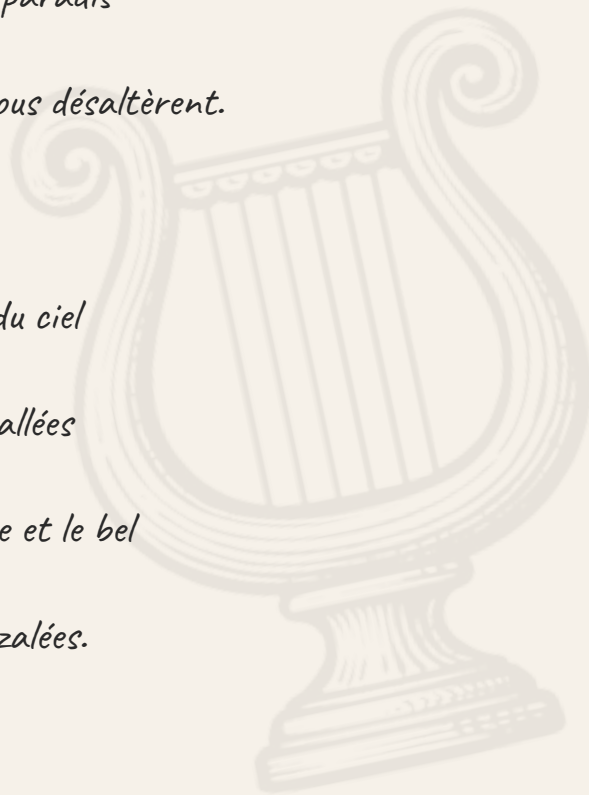 paradis
ous désaltèrent.
du ciel
allées
e et le bel
zalées.